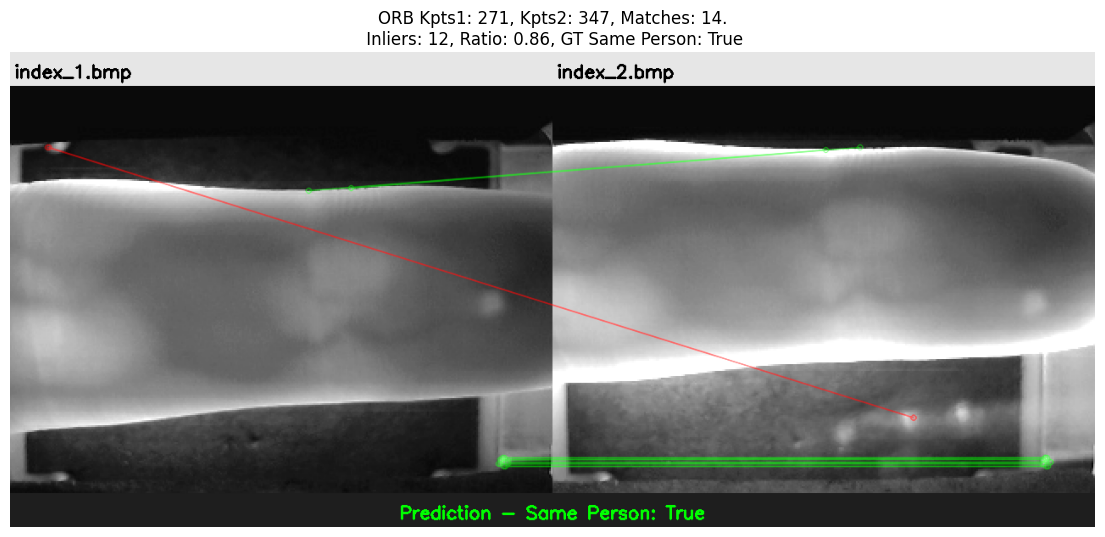 ORB Kpts1: 271, Kpts2: 347, Matches: 14.
Inliers: 12, Ratio: 0.86, GT Same Person: True
index_1.bmp
index_2.bmp
Prediction - Same Person: True